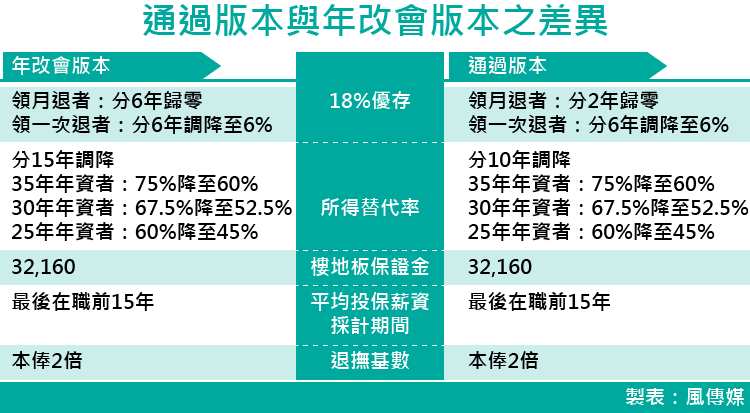 通過版本與年改會版本之差異
年改會版本
通過版本
領月退者：分6年歸零
領一次退者：分6年調降至6%
18%優存
領月退者：分2年歸零
領一次退者：分6年調降至6%
分15年調降
35年年資者：75%降至60%
30年年資者：67.5%降至52.5%
25年年資者：60%降至45%
所得替代率
分10年調降
35年年資者：75%降至60%
30年年資者：67.5%降至52.5%
25年年資者：60%降至45%
32,160
樓地板保證金
32,160
最後在職前15年
平均投保薪資
採計期間
最後在職前15年
本俸2倍
退撫基數
本俸2倍
製表：風傳媒